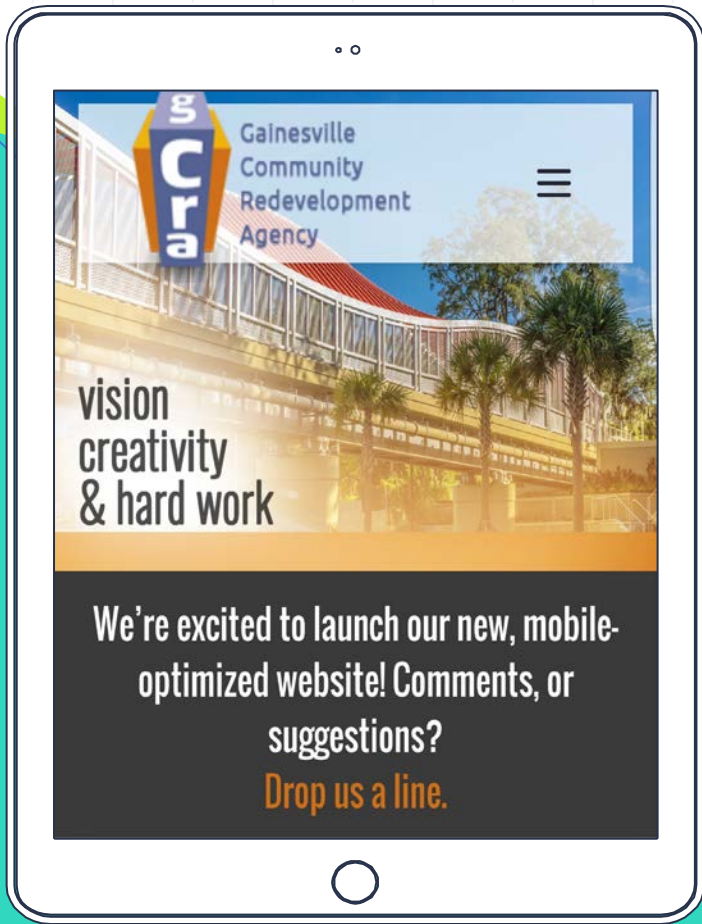 g
C
r
a
Gainesville
Community
Redevelopment
Agency
vision
creativity
& hard work
We're excited to launch our new, mobile-
optimized website! Comments, or
suggestions?
Drop us a line.